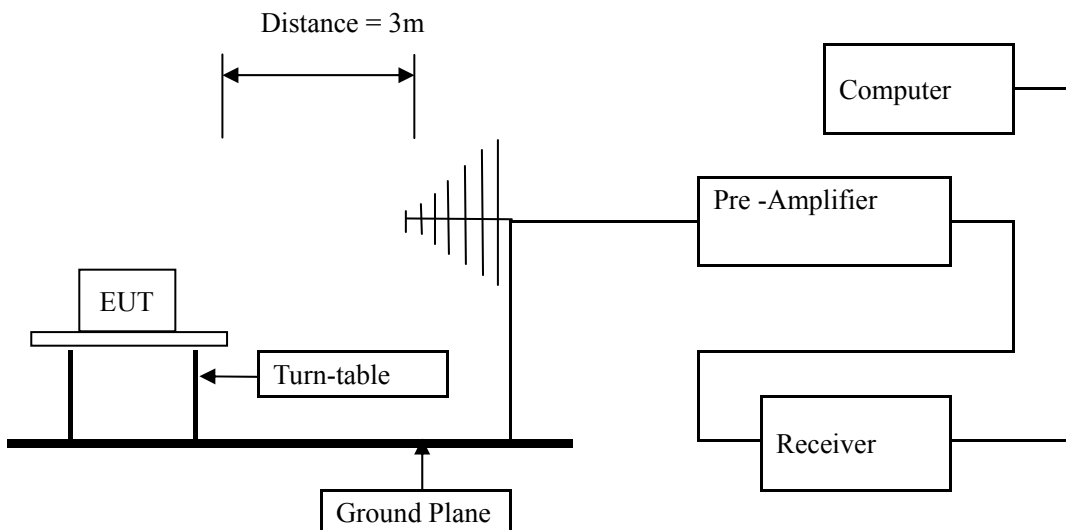 Distance = 3m
Computer
Pre -Amplifier
EUT
Turn-table
Receiver
Ground Plane